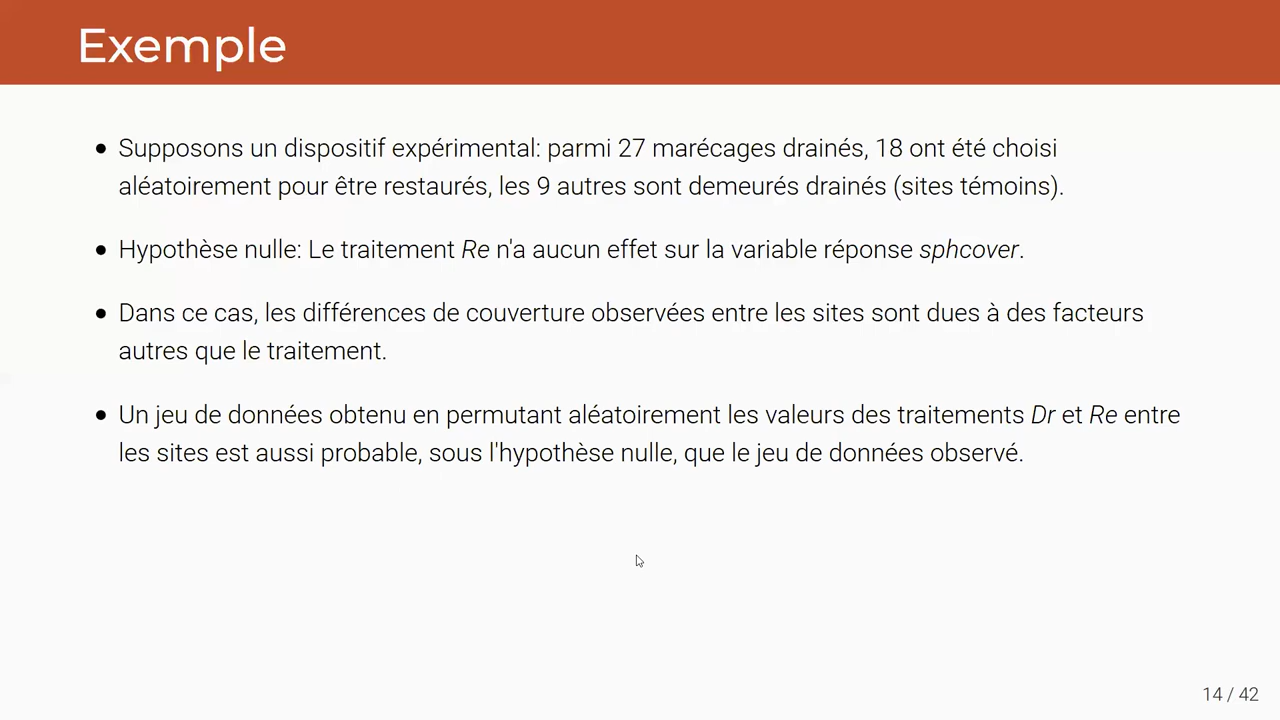 Exemple
• Supposons un dispositif expérimental: parmi 27 marécages drainés, 18 ont été choisi
aléatoirement pour être restaurés, les 9 autres sont demeurés drainés (sites témoins).
• Hypothèse nulle: Le traitement Re n'a aucun effet sur la variable réponse sphcover.
• Dans ce cas, les différences de couverture observées entre les sites sont dues à des facteurs
autres que le traitement.
• Un jeu de données obtenu en permutant aléatoirement les valeurs des traitements Dr et Re entre
les sites est aussi probable, sous l'hypothèse nulle, que le jeu de données observé.
14 / 42